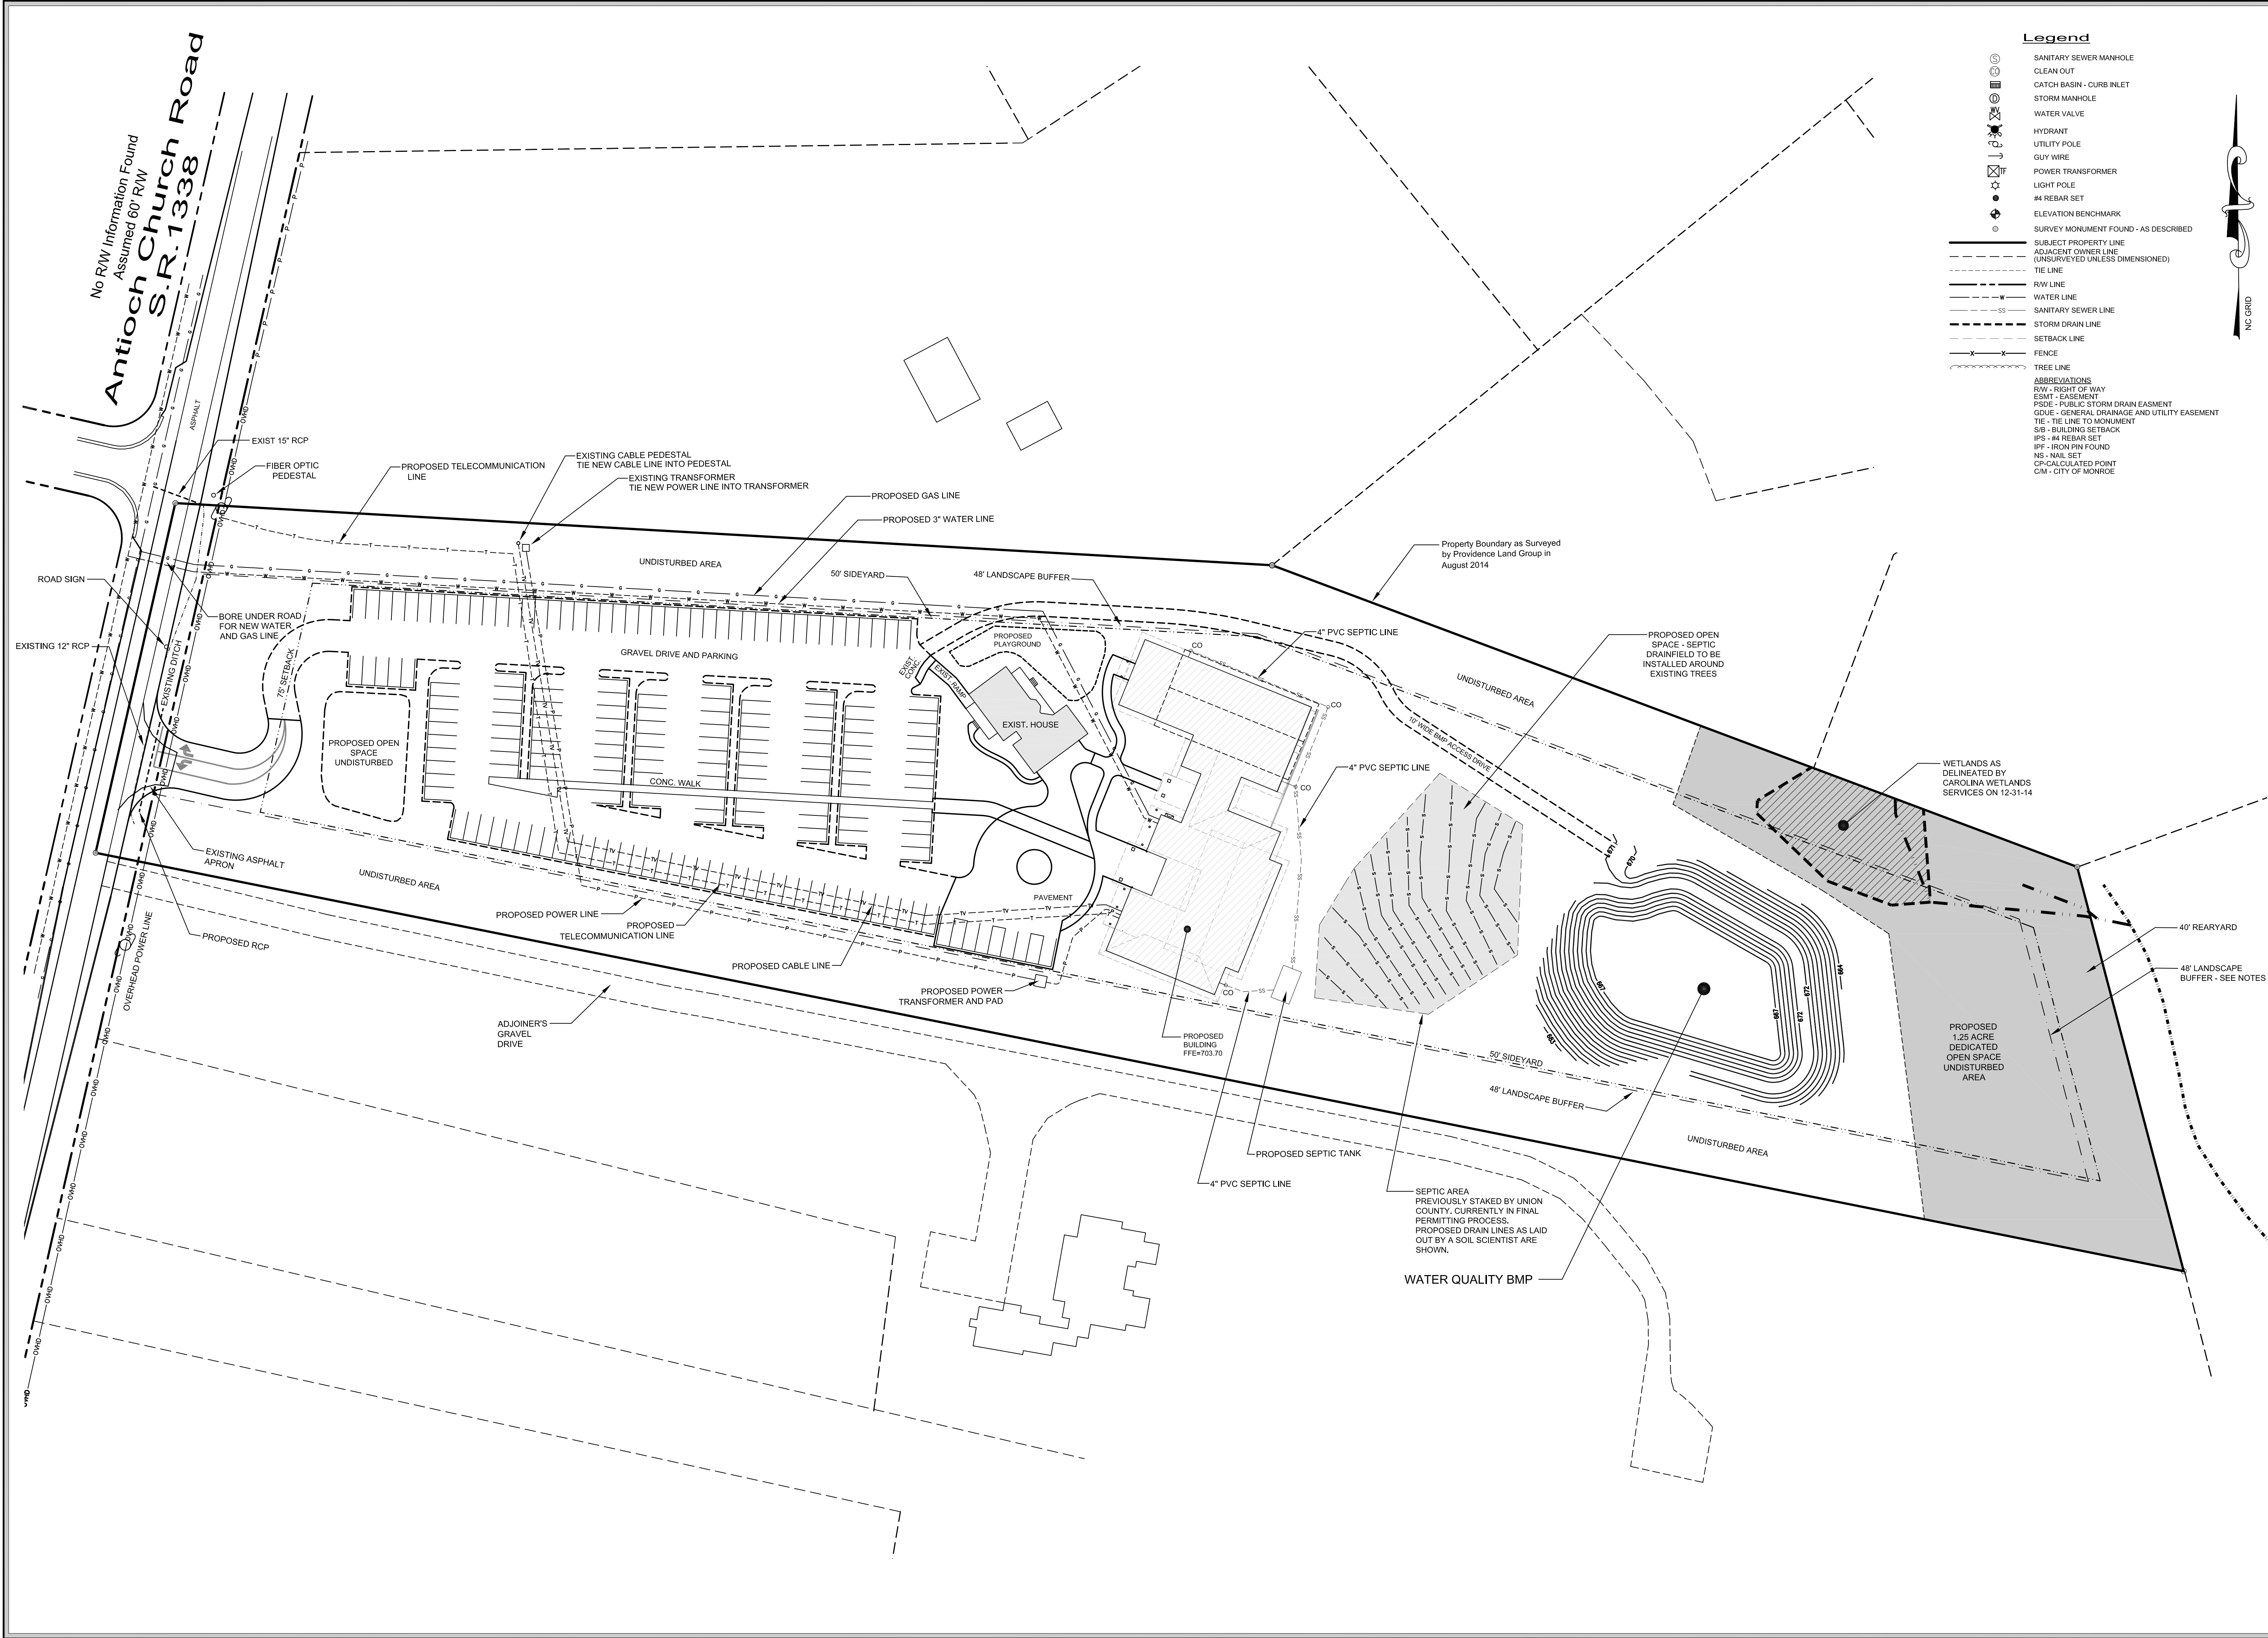 No R/W Information Found
Assumed 60' R/W
Antioch Church Road
S.R. 1338
Legend
SANITARY SEWER MANHOLE
CLEAN OUT
CATCH BASIN - CURB INLET
STORM MANHOLE
WATER VALVE
HYDRANT
UTILITY POLE
GUY WIRE
POWER TRANSFORMER
LIGHT POLE
#4 REBAR SET
ELEVATION BENCHMARK
SURVEY MONUMENT FOUND - AS DESCRIBED
SUBJECT PROPERTY LINE
ADJACENT OWNER LINE
(UNSURVEYED UNLESS DIMENSIONED)
TIE LINE
R/W LINE
WATER LINE
SANITARY SEWER LINE
STORM DRAIN LINE
SETBACK LINE
FENCE
TREE LINE
ABBREVIATIONS
R/W - RIGHT OF WAY
ESMT - EASEMENT
PSDE - PUBLIC STORM DRAIN EASMENT
GDUE - GENERAL DRAINAGE AND UTILITY EASEMENT
TIE - TIE LINE TO MONUMENT
S/B - BUILDING SETBACK
IPS - #4 REBAR SET
IPF - IRON PIN FOUND
NS - NAIL SET
CP-CALCULATED POINT
C/M - CITY OF MONROE
NC GRID
ASPHALT
EXIST 15" RCP
FIBER OPTIC
PEDESTAL
PROPOSED TELECOMMUNICATION
LINE
EXISTING CABLE PEDESTAL
TIE NEW CABLE LINE INTO PEDESTAL
EXISTING TRANSFORMER
TIE NEW POWER LINE INTO TRANSFORMER
PROPOSED GAS LINE
PROPOSED 3" WATER LINE
UNDISTURBED AREA
50' SIDEYARD
48' LANDSCAPE BUFFER
Property Boundary as Surveyed
by Providence Land Group in
August 2014
ROAD SIGN
BORE UNDER ROAD
FOR NEW WATER
AND GAS LINE
EXISTING 12" RCP
EXISTING DITCH
75' SETBACK
GRAVEL DRIVE AND PARKING
PROPOSED
PLAYGROUND
EXIST.
CONC.
EXIST. RAMP
EXIST. HOUSE
4" PVC SEPTIC LINE
CO
CO
PROPOSED OPEN
SPACE - SEPTIC
DRAINFIELD TO BE
INSTALLED AROUND
EXISTING TREES
UNDISTURBED AREA
10' WIDE BMP ACCESS DRIVE
PROPOSED OPEN
SPACE
UNDISTURBED
CONC. WALK
4" PVC SEPTIC LINE
CO
WETLANDS AS
DELINEATED BY
CAROLINA WETLANDS
SERVICES ON 12-31-14
EXISTING ASPHALT
APRON
UNDISTURBED AREA
PROPOSED POWER LINE
PROPOSED
TELECOMMUNICATION LINE
PROPOSED CABLE LINE
PAVEMENT
671
670
664
667
672
667
672
663
40' REARYARD
48' LANDSCAPE
BUFFER - SEE NOTES
PROPOSED RCP
OVERHEAD POWER LINE
PROPOSED POWER
TRANSFORMER AND PAD
CO
ADJOINER'S
GRAVEL
DRIVE
PROPOSED
BUILDING
FFE=703.70
50' SIDEYARD
48' LANDSCAPE BUFFER
PROPOSED
1.25 ACRE
DEDICATED
OPEN SPACE
UNDISTURBED
AREA
UNDISTURBED AREA
PROPOSED SEPTIC TANK
4" PVC SEPTIC LINE
SEPTIC AREA
PREVIOUSLY STAKED BY UNION
COUNTY. CURRENTLY IN FINAL
PERMITTING PROCESS.
PROPOSED DRAIN LINES AS LAID
OUT BY A SOIL SCIENTIST ARE
SHOWN.
WATER QUALITY BMP